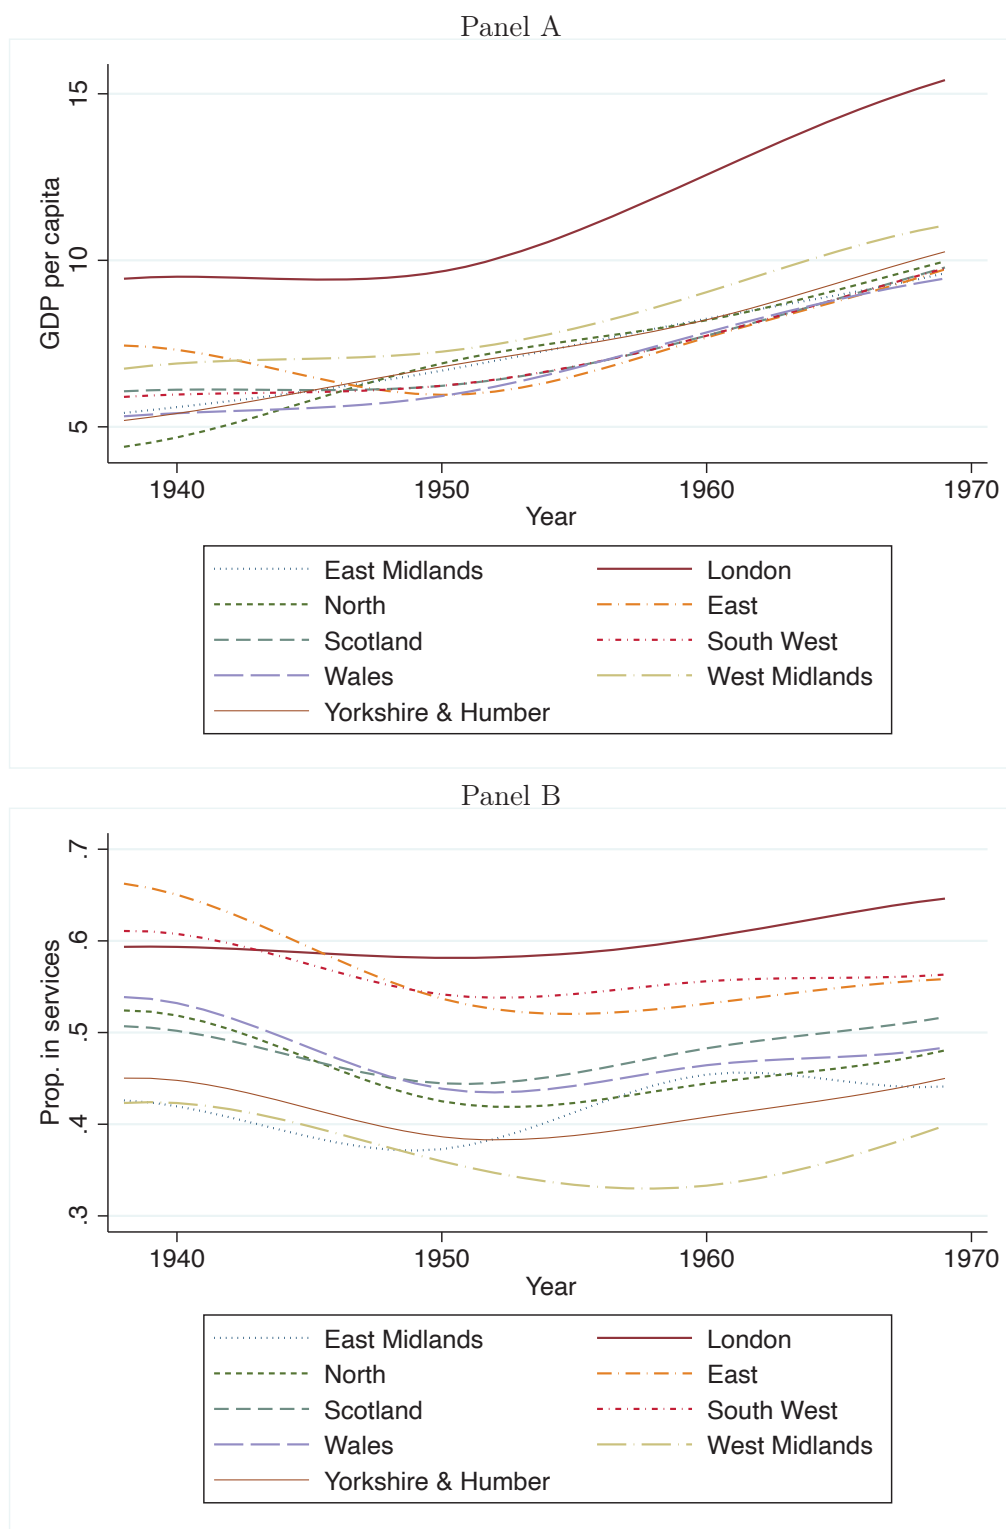 Panel A
15
10
5
GDP per capita
1940 1950 1960 1970
Year
East Midlands London
North East
Scotland South West
Wales West Midlands
Yorkshire & Humber
Panel B
.7
.6
.5
.4
.3
Prop. in services
1940 1950 1960 1970
Year
East Midlands London
North East
Scotland South West
Wales West Midlands
Yorkshire & Humber